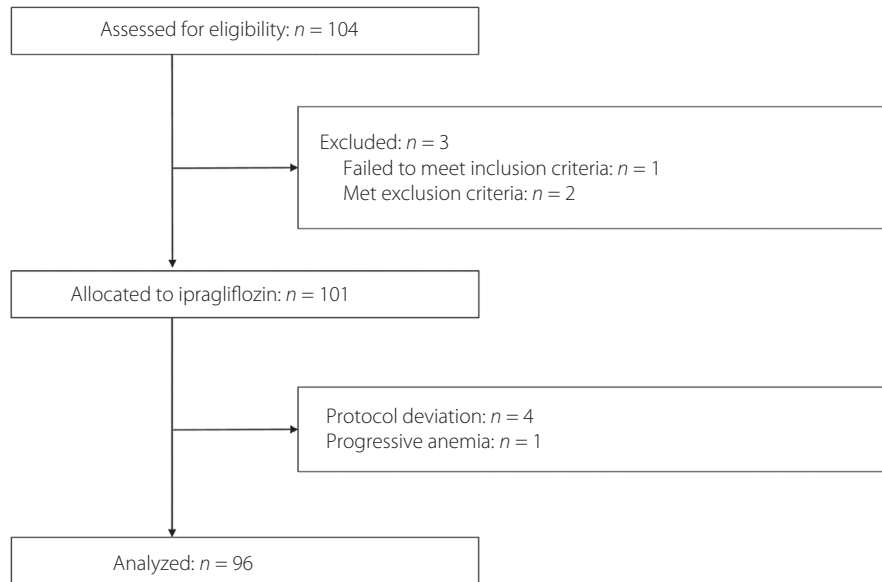 Assessed for eligibility: n = 104
Excluded: n = 3
Failed to meet inclusion criteria: n = 1
Met exclusion criteria: n = 2
Allocated to ipragliflozin: n = 101
Protocol deviation: n = 4
Progressive anemia: n = 1
Analyzed: n = 96